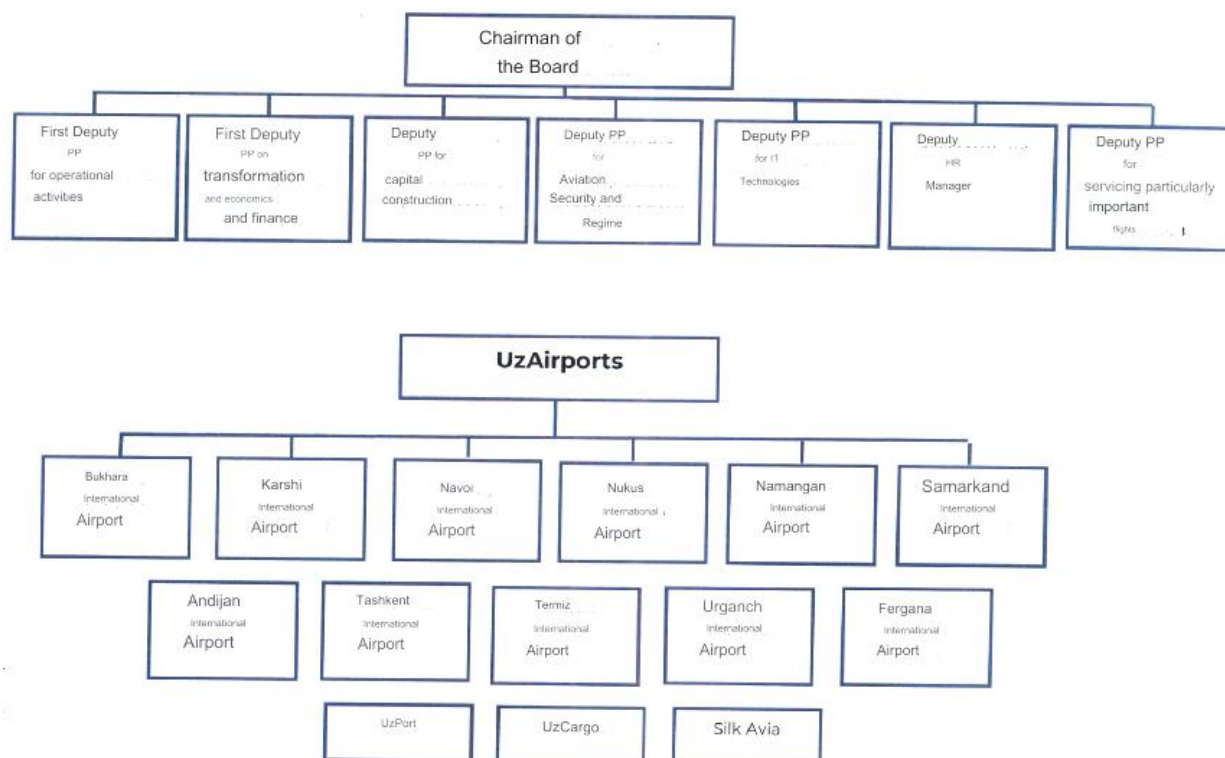 Chairman of
the Board
First Deputy
PP
for operational
activities
First Deputy
PP on
transformation
and economics
and finance
Deputy
PP for
capital
construction
Deputy PP
for
Aviation
Security and
Regime
Deputy PP
for IT
Technologies
Deputy
HR
Manager
Deputy PP
for
servicing particularly
important
flights
UzAirports
Bukhara
International
Airport
Karshi
International
Airport
Navoi
International
Airport
Nukus
International
Airport
Namangan
International
Airport
Samarkand
International
Airport
Andijan
International
Airport
Tashkent
International
Airport
Termiz
International
Airport
Urganch
International
Airport
Fergana
International
Airport
UzPort
UzCargo
Silk Avia